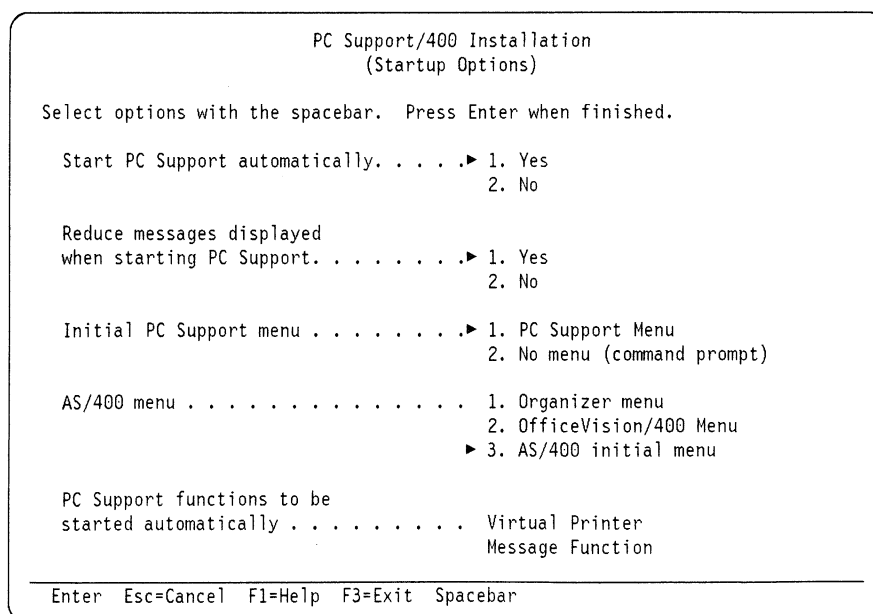 PC Support/400 Installation
(Startup Options)
Select options with the spacebar. Press Enter when finished.
Start PC Support automatically. . . . . ► 1. Yes
2. No
Reduce messages displayed
when starting PC Support. . . . . . . . ► 1. Yes
2. No
Initial PC Support menu . . . . . . . . ► 1. PC Support Menu
2. No menu (command prompt)
AS/400 menu . . . . . . . . . . . . . . 1. Organizer menu
2. OfficeVision/400 Menu
► 3. AS/400 initial menu
PC Support functions to be
started automatically . . . . . . . . . Virtual Printer
Message Function
Enter Esc=Cancel F1=Help F3=Exit Spacebar